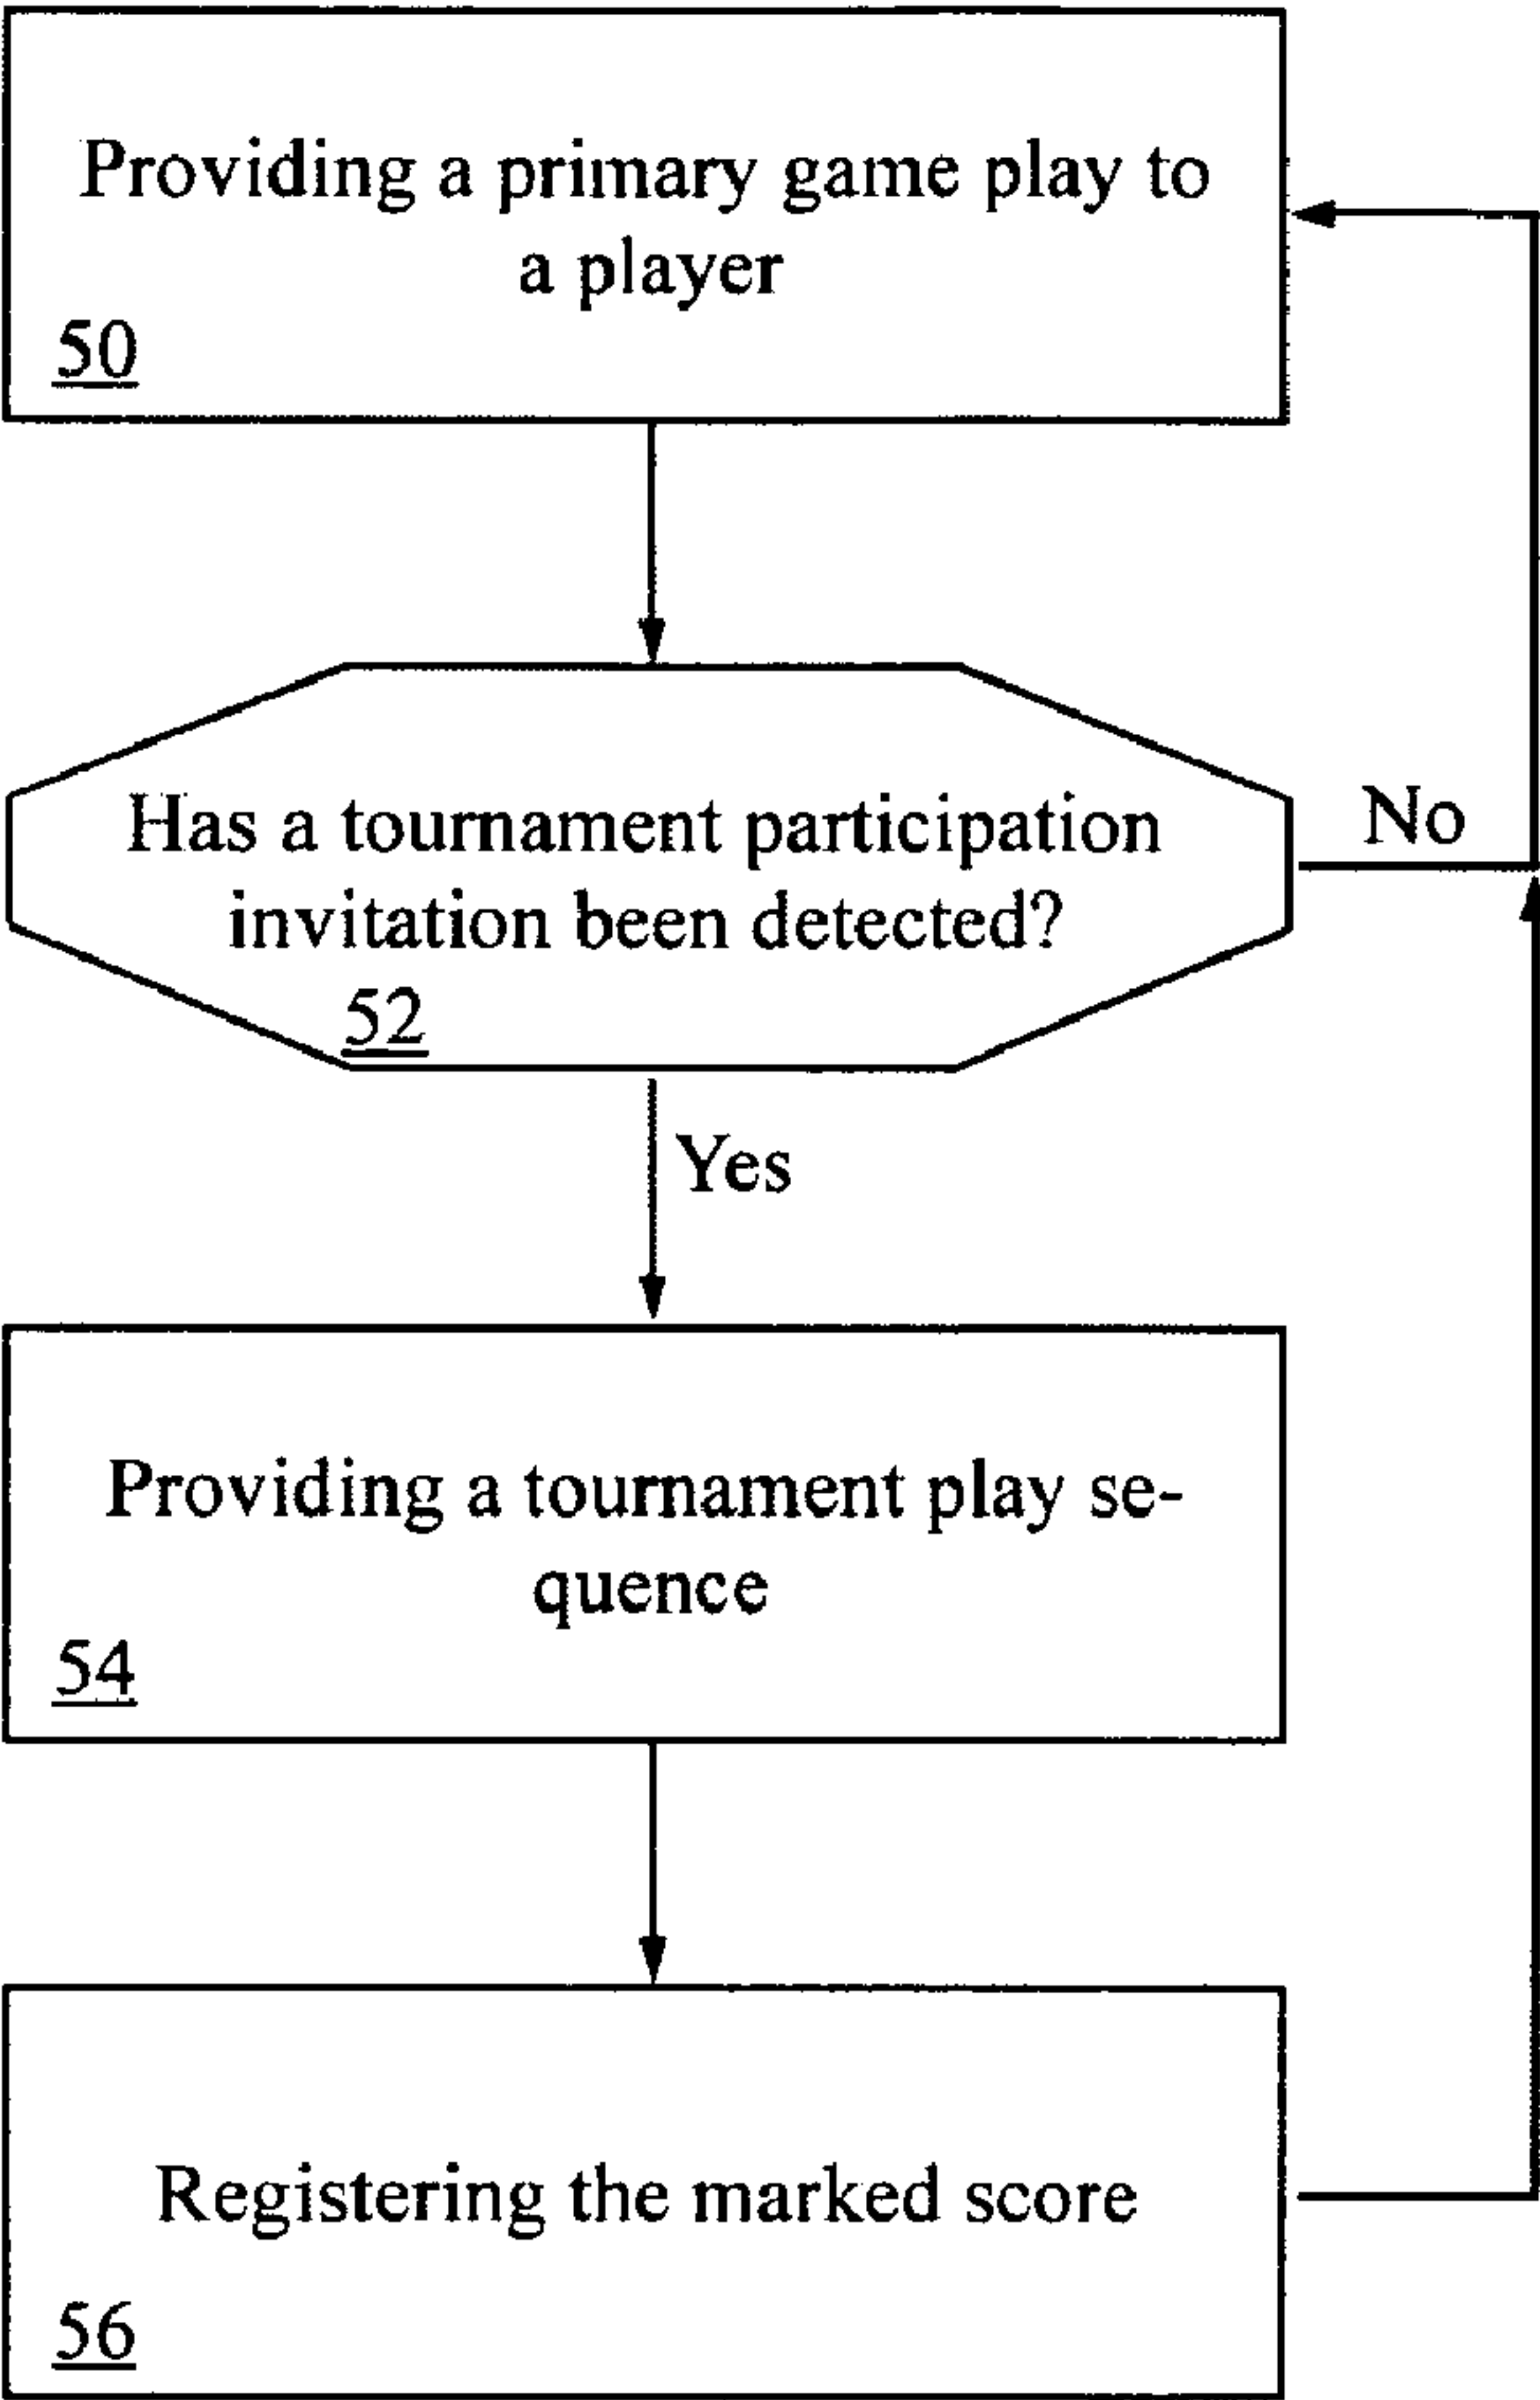 Providing a primary game play to
a player
50
Has a tournament participation
invitation been detected?
52
No
Yes
Providing a tournament play se-
quence
54
Registering the marked score
56